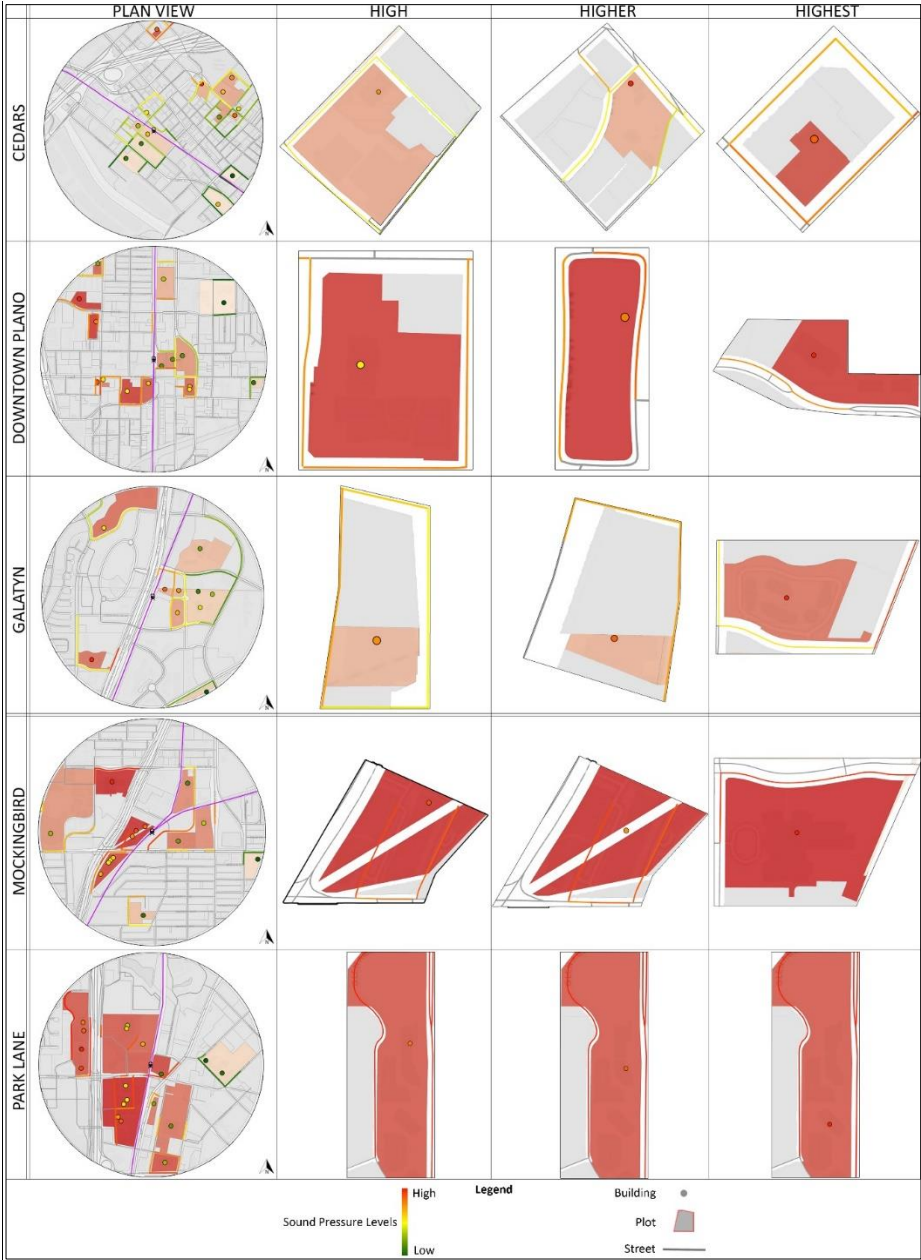 PLAN VIEW HIGH HIGHER HIGHEST
CEDARS
DOWNTOWN PLANO
GALATYN
MOCKINGBIRD
PARK LANE
Legend
High
Sound Pressure Levels
Low
Building
Plot
Street